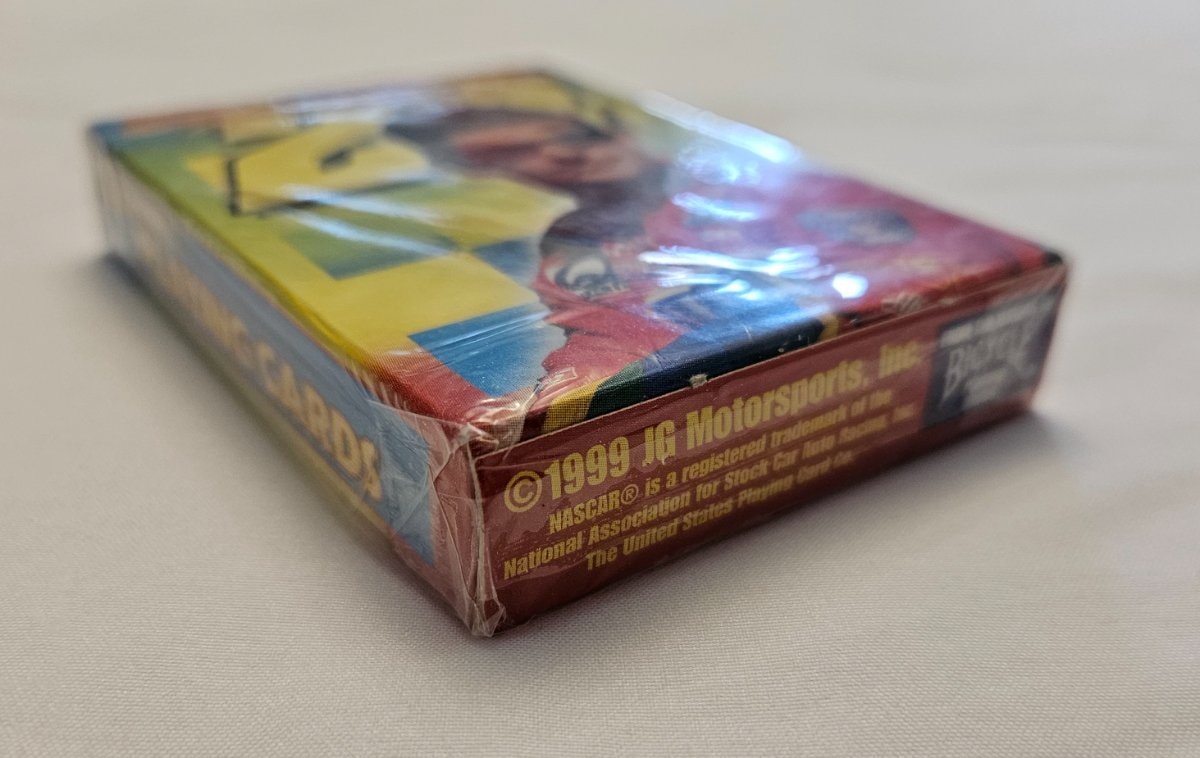 CARDS
©1999 JG Motorsports, Inc.
NASCAR® is a registered trademark of the
National Association for Stock Car Auto Racing, Inc.
The United States Playing Card Co.
BICYCLE